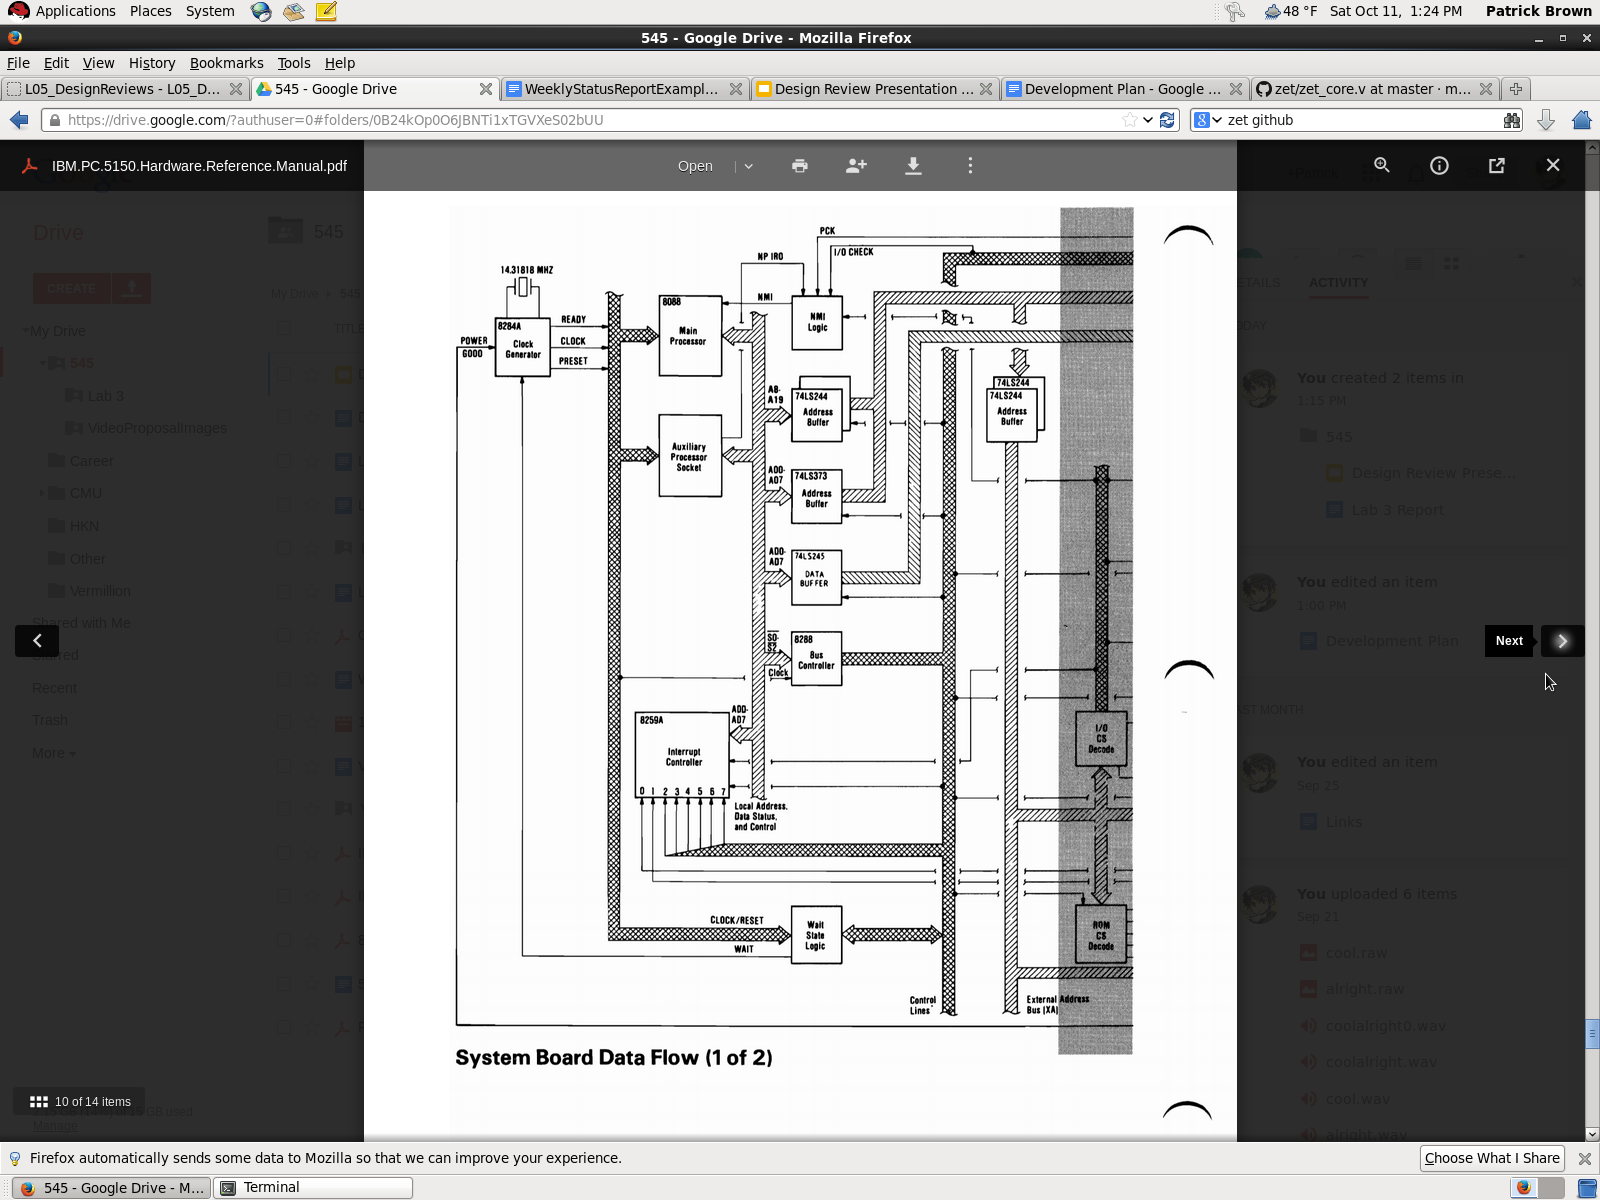 Applications Places System 48 °F Sat Oct 11, 1:24 PM Patrick Brown
545 - Google Drive - Mozilla Firefox
File Edit View History Bookmarks Tools Help
L05_DesignReviews - L05_D... 545 - Google Drive WeeklyStatusReportExampl... Design Review Presentation ... Development Plan - Google ... zet/zet_core.v at master · m...
https://drive.google.com/?authuser=0#folders/0B24kOp0O6JBNTi1xTGVXeS02bUU zet github
IBM.PC.5150.Hardware.Reference.Manual.pdf Open
Drive 545
CREATE My Drive 545
My Drive
545
Lab 3
VideoProposalImages
Career
CMU
HKN
Other
Vermillion
Shared with Me
Starred
Recent
Trash
More
PCK
I/O CHECK
NP IRO
14.31818 MHZ
NMI
8284A
Clock
Generator
POWER
GOOD
READY
CLOCK
PRESET
8088
Main
Processor
NMI
Logic
Auxiliary
Processor
Socket
A8-
A19
74LS244
Address
Buffer
74LS244
74LS244
Address
Buffer
AD0-
AD7
74LS373
Address
Buffer
AD0-
AD7
74LS245
DATA
BUFFER
S0-
S2
8288
Bus
Controller
Clock
8259A
Interrupt
Controller
0 1 2 3 4 5 6 7
AD0-
AD7
Local Address,
Data Status,
and Control
I/O
CS
Decode
ROM
CS
Decode
CLOCK/RESET
WAIT
Wait
State
Logic
Control
Lines
External Address
Bus (XA)
System Board Data Flow (1 of 2)
ACTIVITY
You created 2 items in
1:15 PM
545
Design Review Prese...
Lab 3 Report
You edited an item
1:00 PM
Development Plan
Next
You edited an item
Sep 25
Links
You uploaded 6 items
Sep 21
cool.raw
alright.raw
coolalright0.wav
coolalright.wav
cool.wav
alright.wav
10 of 14 items
Manage
Firefox automatically sends some data to Mozilla so that we can improve your experience. Choose What I Share
545 - Google Drive - M... Terminal